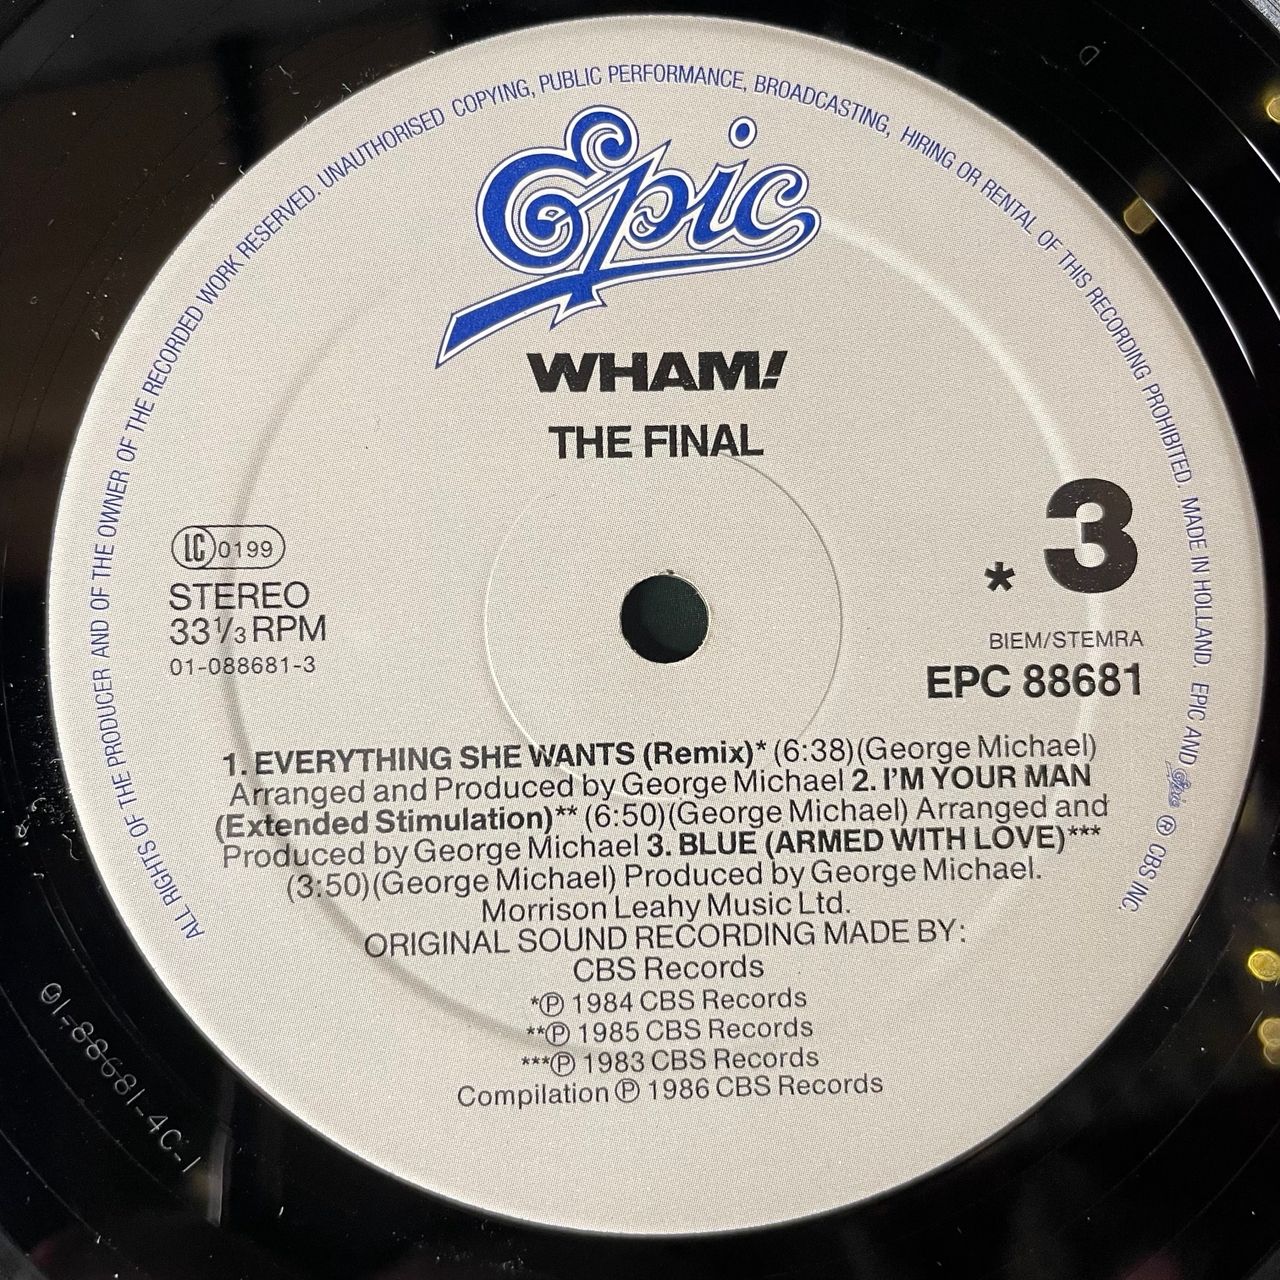 ALL RIGHTS OF THE PRODUCER AND OF THE OWNER OF THE RECORDED WORK RESERVED. UNAUTHORISED COPYING, PUBLIC PERFORMANCE, BROADCASTING, HIRING OR RENTAL OF THIS RECORDING PROHIBITED. MADE IN HOLLAND. EPIC AND Epic ® CBS INC.
Epic
WHAM!
THE FINAL
LC 0199
STEREO
33⅓ RPM
01-088681-3
* 3
BIEM/STEMRA
EPC 88681
1. EVERYTHING SHE WANTS (Remix)* (6:38)(George Michael)
Arranged and Produced by George Michael 2. I'M YOUR MAN
(Extended Stimulation)** (6:50)(George Michael) Arranged and
Produced by George Michael 3. BLUE (ARMED WITH LOVE)***
(3:50)(George Michael) Produced by George Michael.
Morrison Leahy Music Ltd.
ORIGINAL SOUND RECORDING MADE BY:
CBS Records
*℗ 1984 CBS Records
**℗ 1985 CBS Records
***℗ 1983 CBS Records
Compilation ℗ 1986 CBS Records
01-88681-4C-1